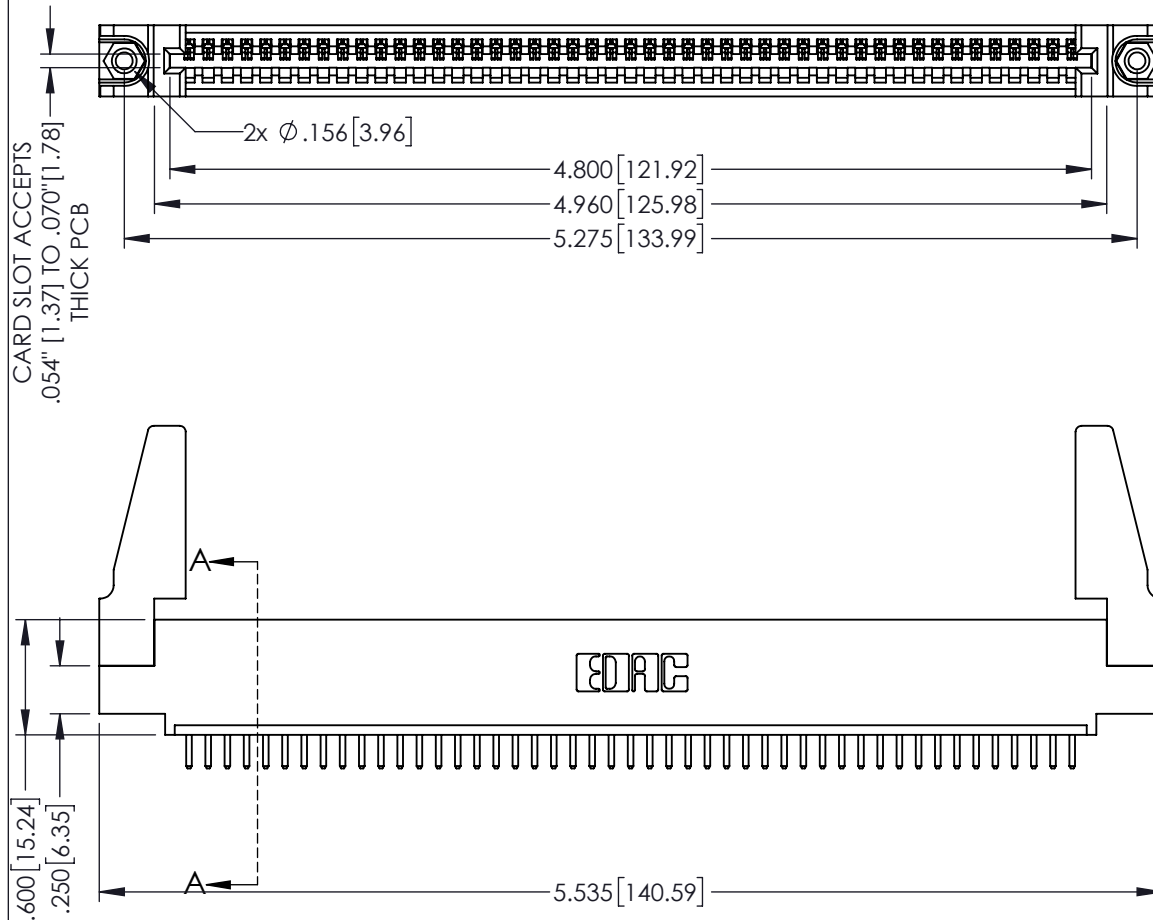 2x Ø.156[3.96]
4.800[121.92]
4.960[125.98]
5.275[133.99]
CARD SLOT ACCEPTS
.054" [1.37] TO .070"[1.78]
THICK PCB
A
EDAC
.600[15.24]
.250[6.35]
A
5.535[140.59]